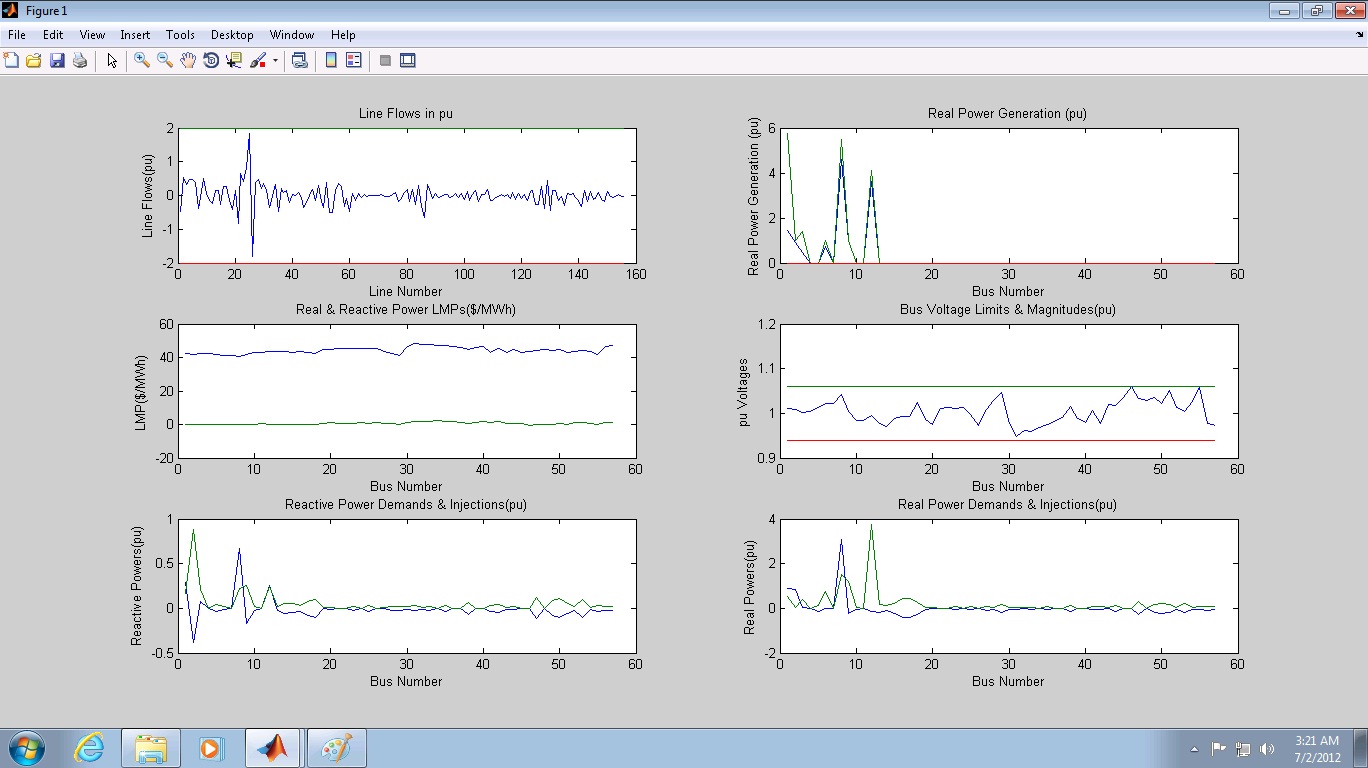 Figure 1
File Edit View Insert Tools Desktop Window Help
Line Flows in pu
Line Flows(pu)
2
1
0
-1
-2
0 20 40 60 80 100 120 140 160
Line Number
Real Power Generation (pu)
Real Power Generation (pu)
6
4
2
0
0 10 20 30 40 50 60
Bus Number
Real & Reactive Power LMPs($/MWh)
LMP($/MWh)
60
40
20
0
-20
0 10 20 30 40 50 60
Bus Number
Bus Voltage Limits & Magnitudes(pu)
pu Voltages
1.2
1.1
1
0.9
0 10 20 30 40 50 60
Bus Number
Reactive Power Demands & Injections(pu)
Reactive Powers(pu)
1
0.5
0
-0.5
0 10 20 30 40 50 60
Bus Number
Real Power Demands & Injections(pu)
Real Powers(pu)
4
2
0
-2
0 10 20 30 40 50 60
Bus Number
3:21 AM
7/2/2012